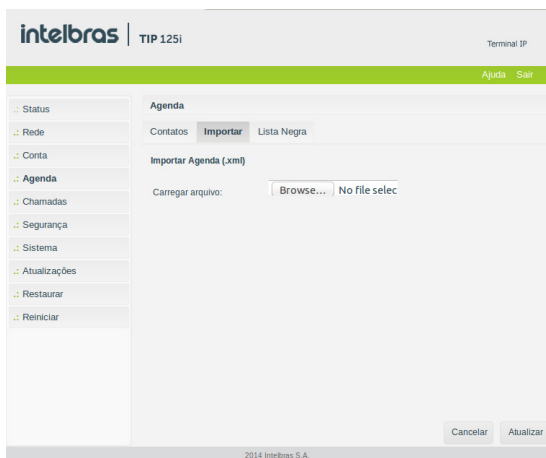 intelbras TIP 125i
Terminal IP
Ajuda Sair
.: Status
.: Rede
.: Conta
.: Agenda
.: Chamadas
.: Segurança
.: Sistema
.: Atualizações
.: Restaurar
.: Reiniciar
Agenda
Contatos Importar Lista Negra
Importar Agenda (.xml)
Carregar arquivo: Browse... No file selec
Cancelar Atualizar
2014 Intelbras S.A.